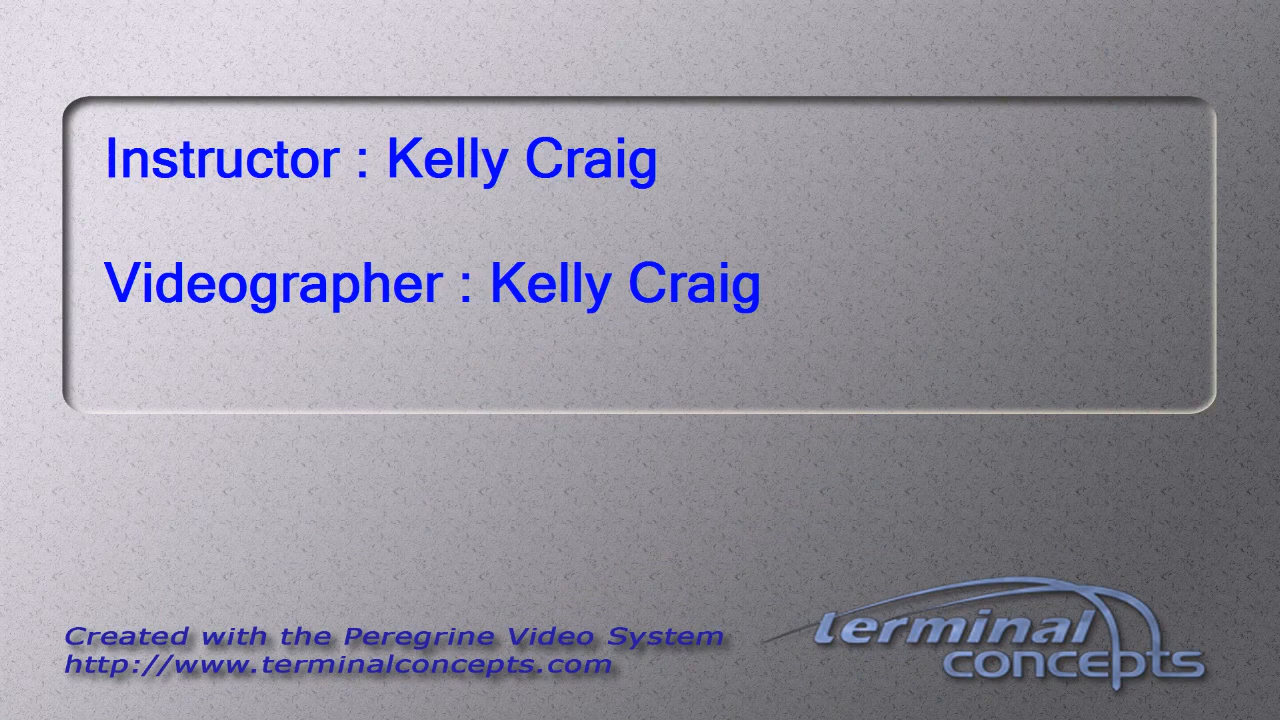 Instructor : Kelly Craig
Videographer : Kelly Craig
Created with the Peregrine Video System
http://www.terminalconcepts.com
terminal
concepts